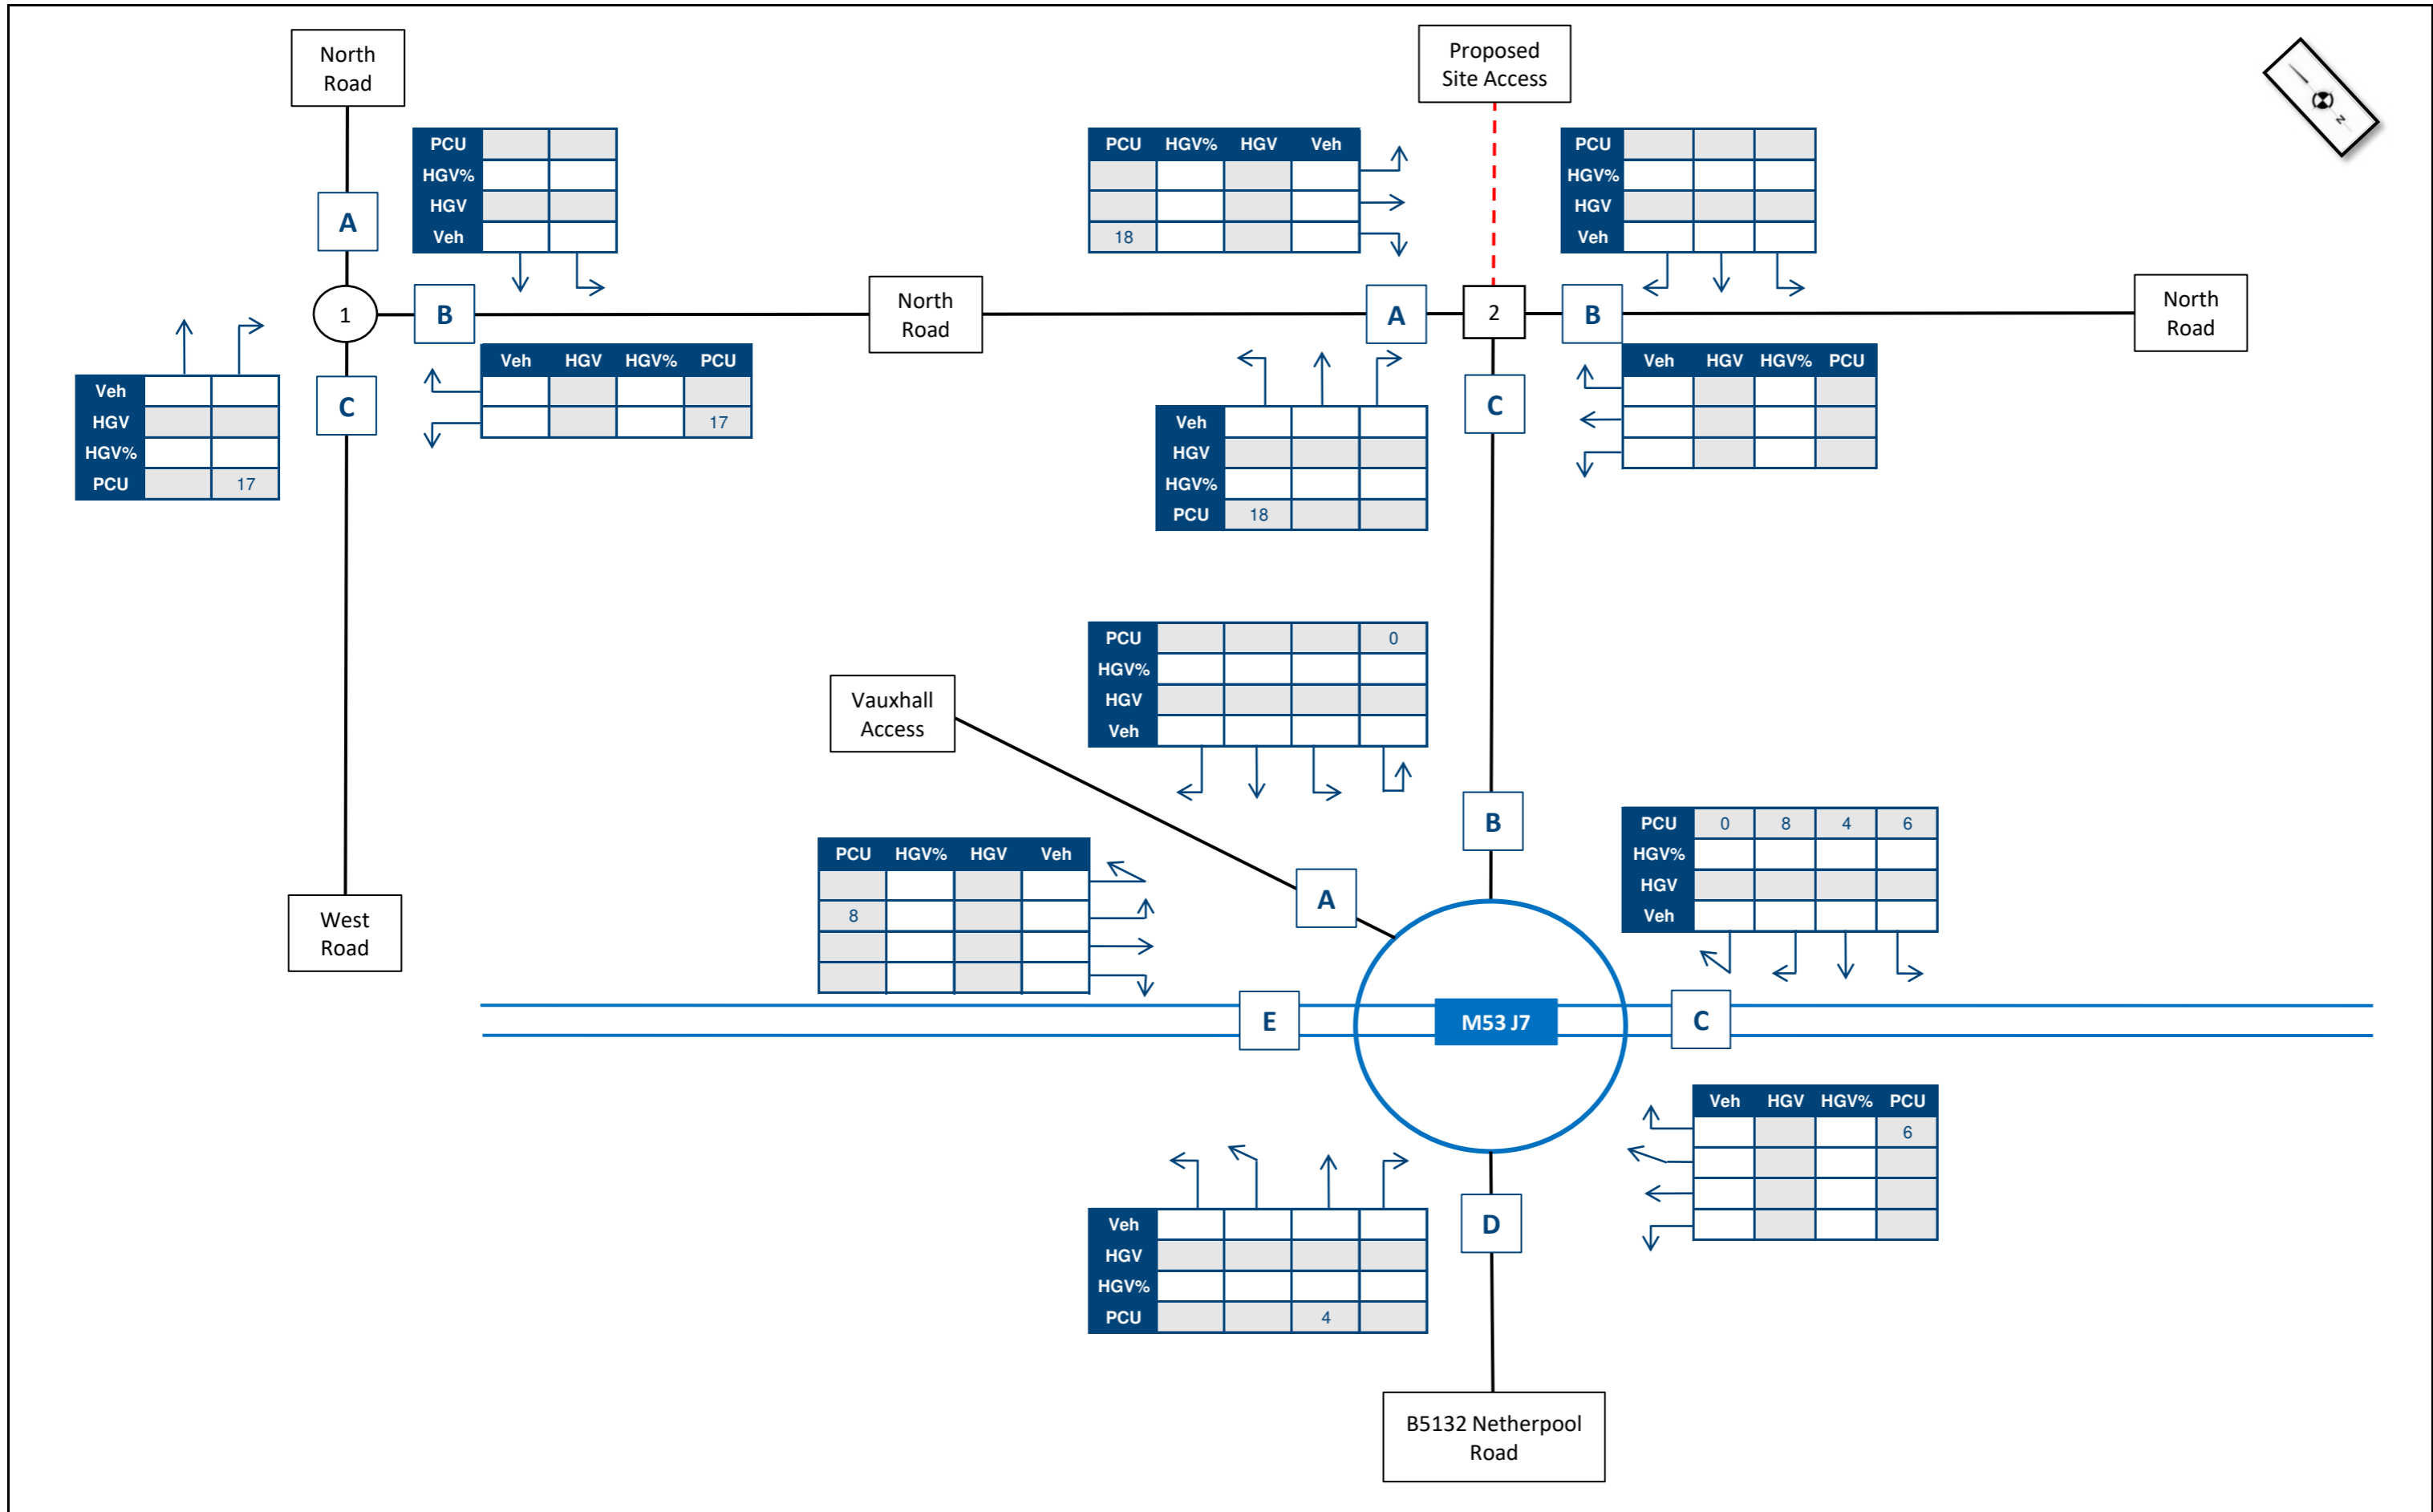 North
Road
Proposed
Site Access
N
PCU
HGV%
HGV
Veh
A
PCU HGV% HGV Veh
18
PCU
HGV%
HGV
Veh
1
B
North
Road
A
2
B
North
Road
Veh
HGV
HGV%
PCU 17
C
Veh HGV HGV% PCU
17
Veh
HGV
HGV%
PCU 18
C
Veh HGV HGV% PCU
PCU 0
HGV%
HGV
Veh
Vauxhall
Access
B
PCU 0 8 4 6
HGV%
HGV
Veh
PCU HGV% HGV Veh
8
A
West
Road
E
M53 J7
C
Veh HGV HGV% PCU
6
Veh
HGV
HGV%
PCU 4
D
B5132 Netherpool
Road